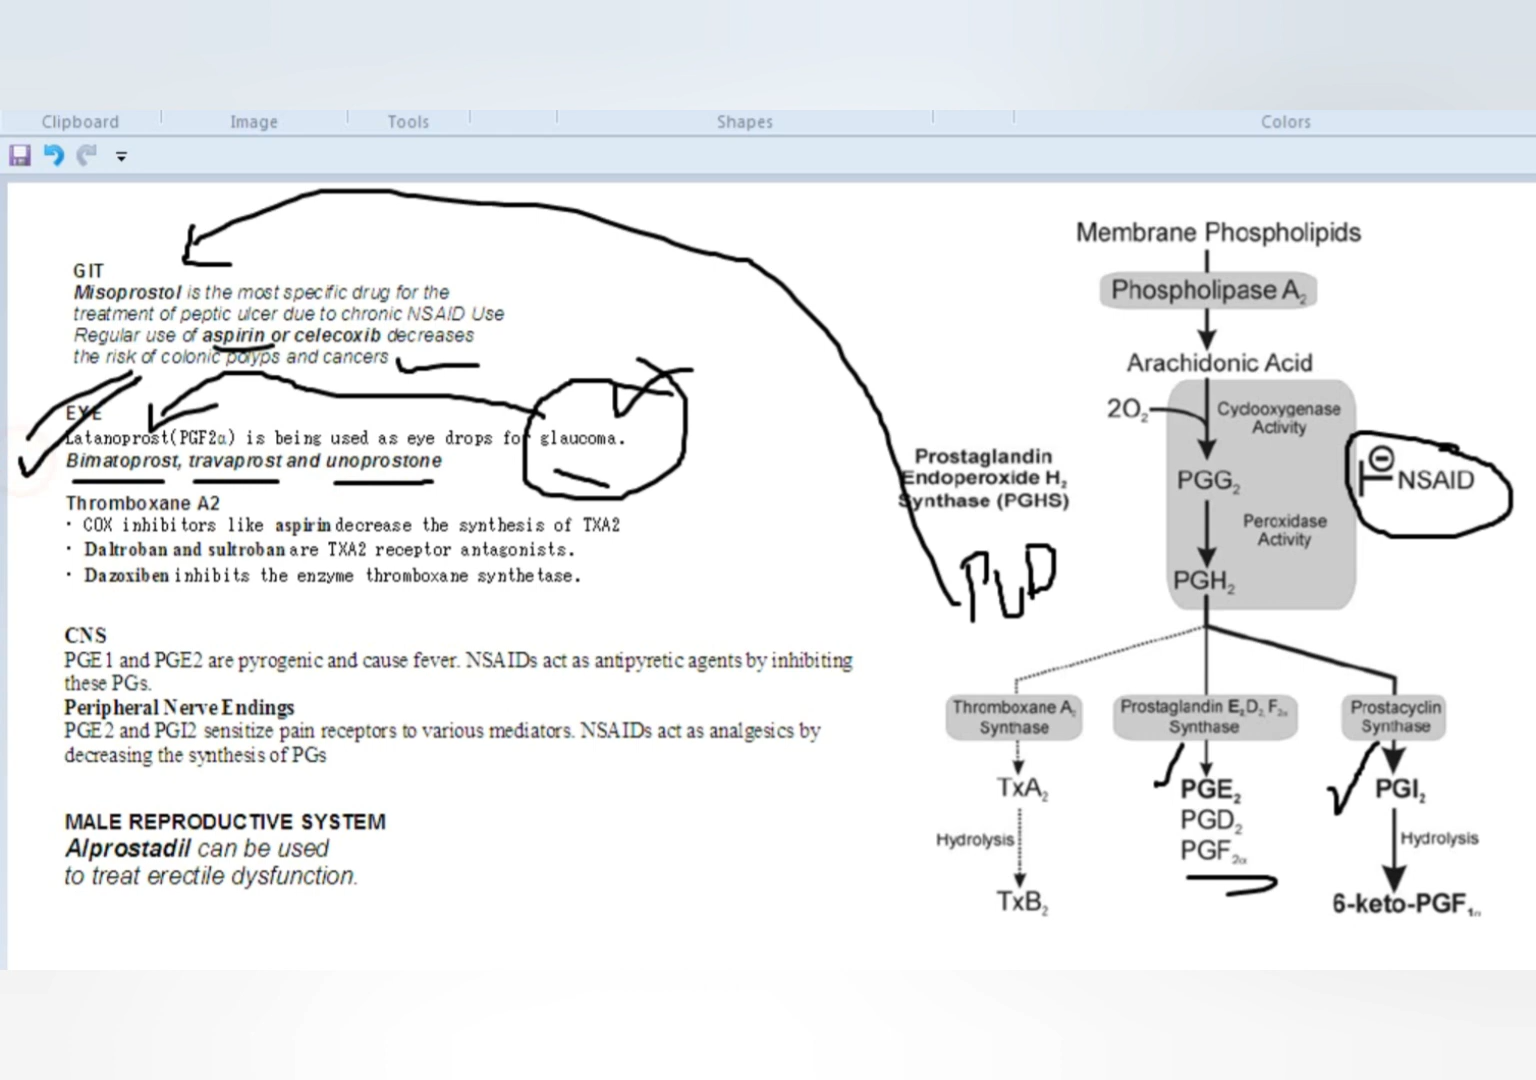 Clipboard
Image
Tools
Shapes
Colors
GIT
Misoprostol is the most specific drug for the
treatment of peptic ulcer due to chronic NSAID Use
Regular use of aspirin or celecoxib decreases
the risk of colonic polyps and cancers
EYE
Latanoprost(PGF2α) is being used as eye drops for glaucoma.
Bimatoprost, travaprost and unoprostone
Thromboxane A2
· COX inhibitors like aspirin decrease the synthesis of TXA2
· Daltroban and sultroban are TXA2 receptor antagonists.
· Dazoxiben inhibits the enzyme thromboxane synthetase.
CNS
PGE1 and PGE2 are pyrogenic and cause fever. NSAIDs act as antipyretic agents by inhibiting
these PGs.
Peripheral Nerve Endings
PGE2 and PGI2 sensitize pain receptors to various mediators. NSAIDs act as analgesics by
decreasing the synthesis of PGs
MALE REPRODUCTIVE SYSTEM
Alprostadil can be used
to treat erectile dysfunction.
Membrane Phospholipids
Phospholipase A₂
Arachidonic Acid
2O₂
Cyclooxygenase
Activity
Prostaglandin
Endoperoxide H₂
Synthase (PGHS)
PGG₂
NSAID
Peroxidase
Activity
PGH₂
PUD
Thromboxane A₂
Synthase
Prostaglandin E₂D₂ F₂α
Synthase
Prostacyclin
Synthase
TxA₂
PGE₂
PGD₂
PGF₂α
PGI₂
Hydrolysis
Hydrolysis
TxB₂
6-keto-PGF₁α